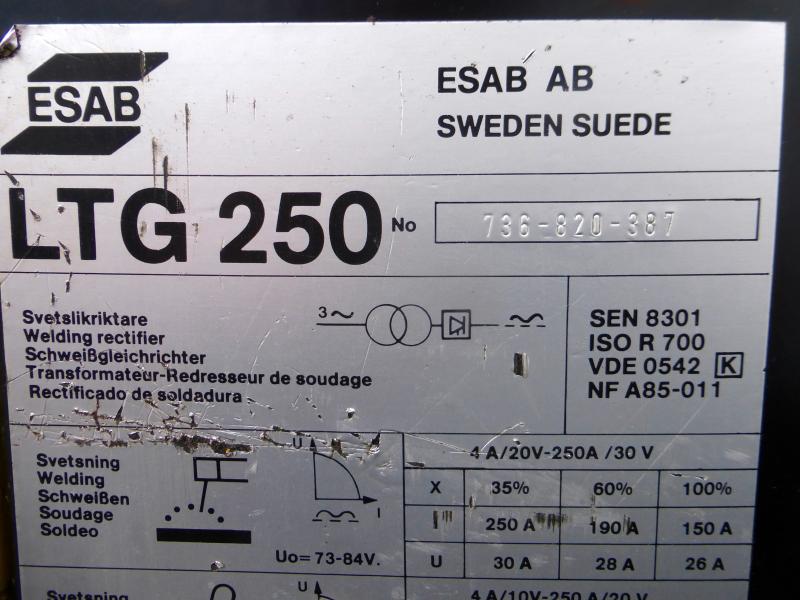 ESAB
ESAB AB
SWEDEN SUEDE
LTG 250 No 736-820-387
Svetslikriktare
Welding rectifier
Schweißgleichrichter
Transformateur-Redresseur de soudage
Rectificado de soldadura
3~
SEN 8301
ISO R 700
VDE 0542 K
NF A85-011
Svetsning
Welding
Schweißen
Soudage
Soldeo
U
I
Uo=73-84V.
4 A/20V-250A /30 V
X 35% 60% 100%
I 250 A 190 A 150 A
U 30 A 28 A 26 A
Svetsning
U
4 A/10V-250 A/20 V